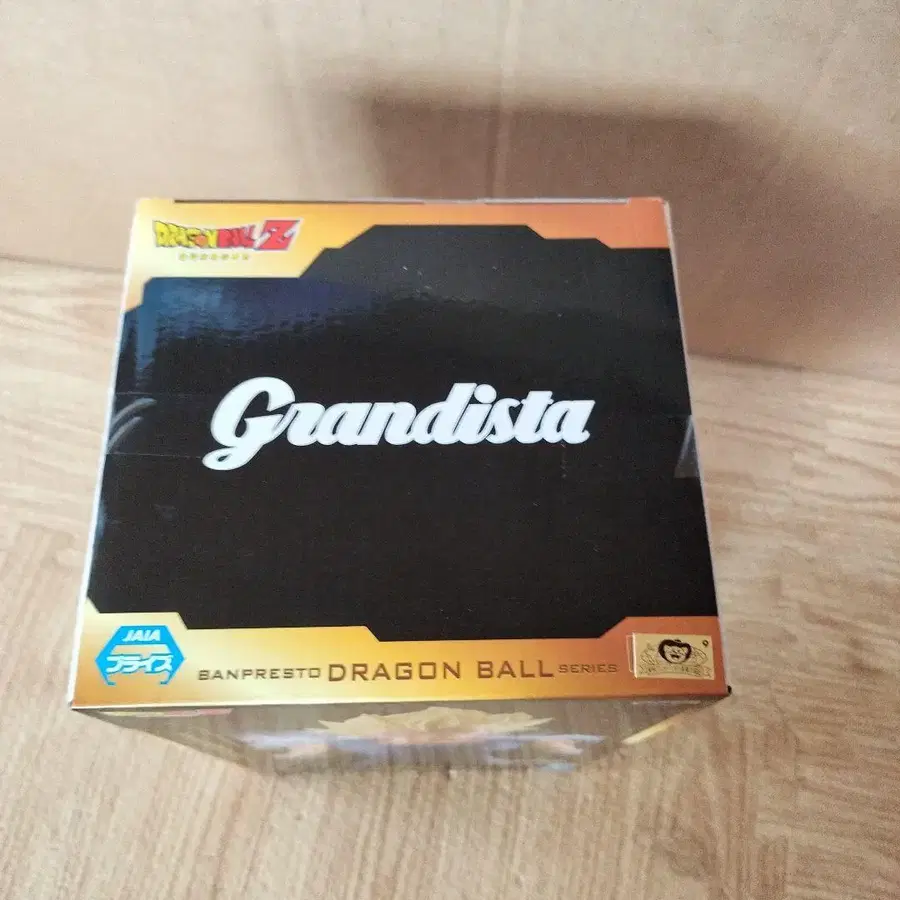 DRAGON BALL Z
Grandista
JAIA
プライズ
BANPRESTO DRAGON BALL SERIES